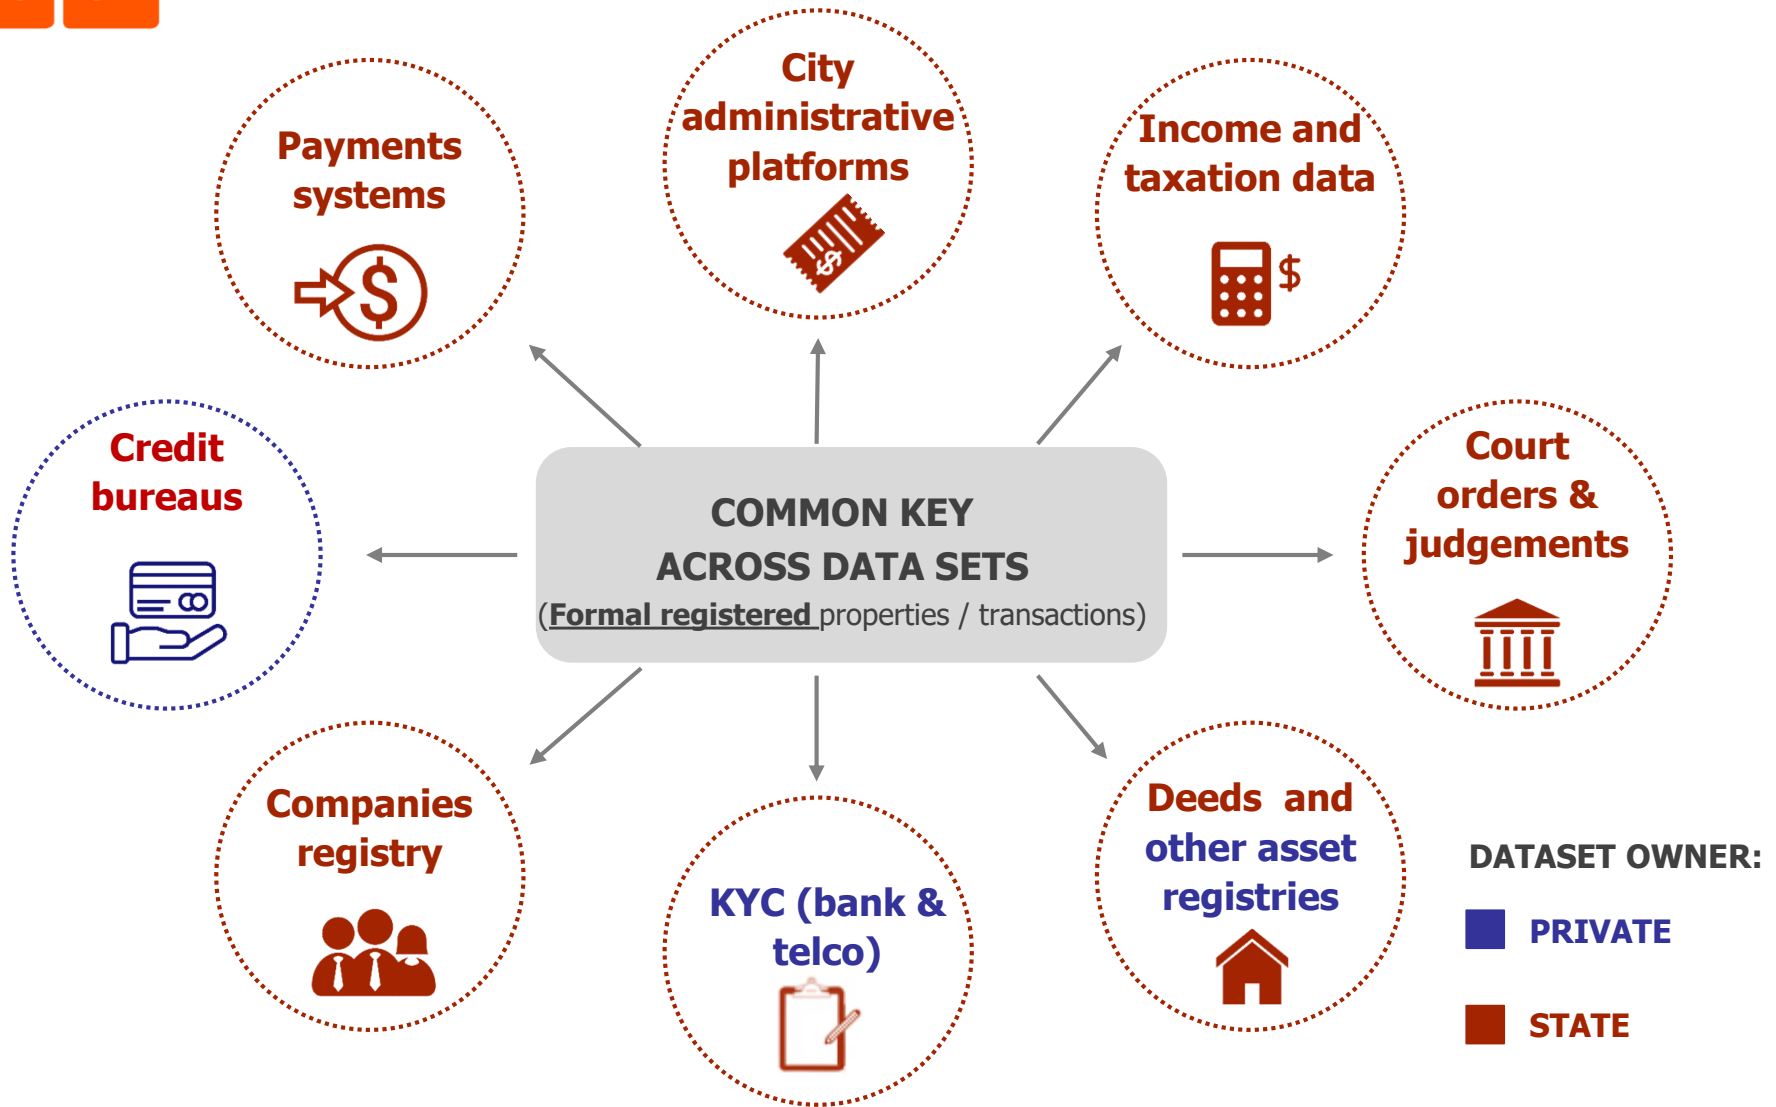 City
administrative
platforms
Payments
systems
Income and
taxation data
Credit
bureaus
COMMON KEY
ACROSS DATA SETS
(Formal registered properties / transactions)
Court
orders &
judgements
Companies
registry
KYC (bank &
telco)
Deeds and
other asset
registries
DATASET OWNER:
PRIVATE
STATE